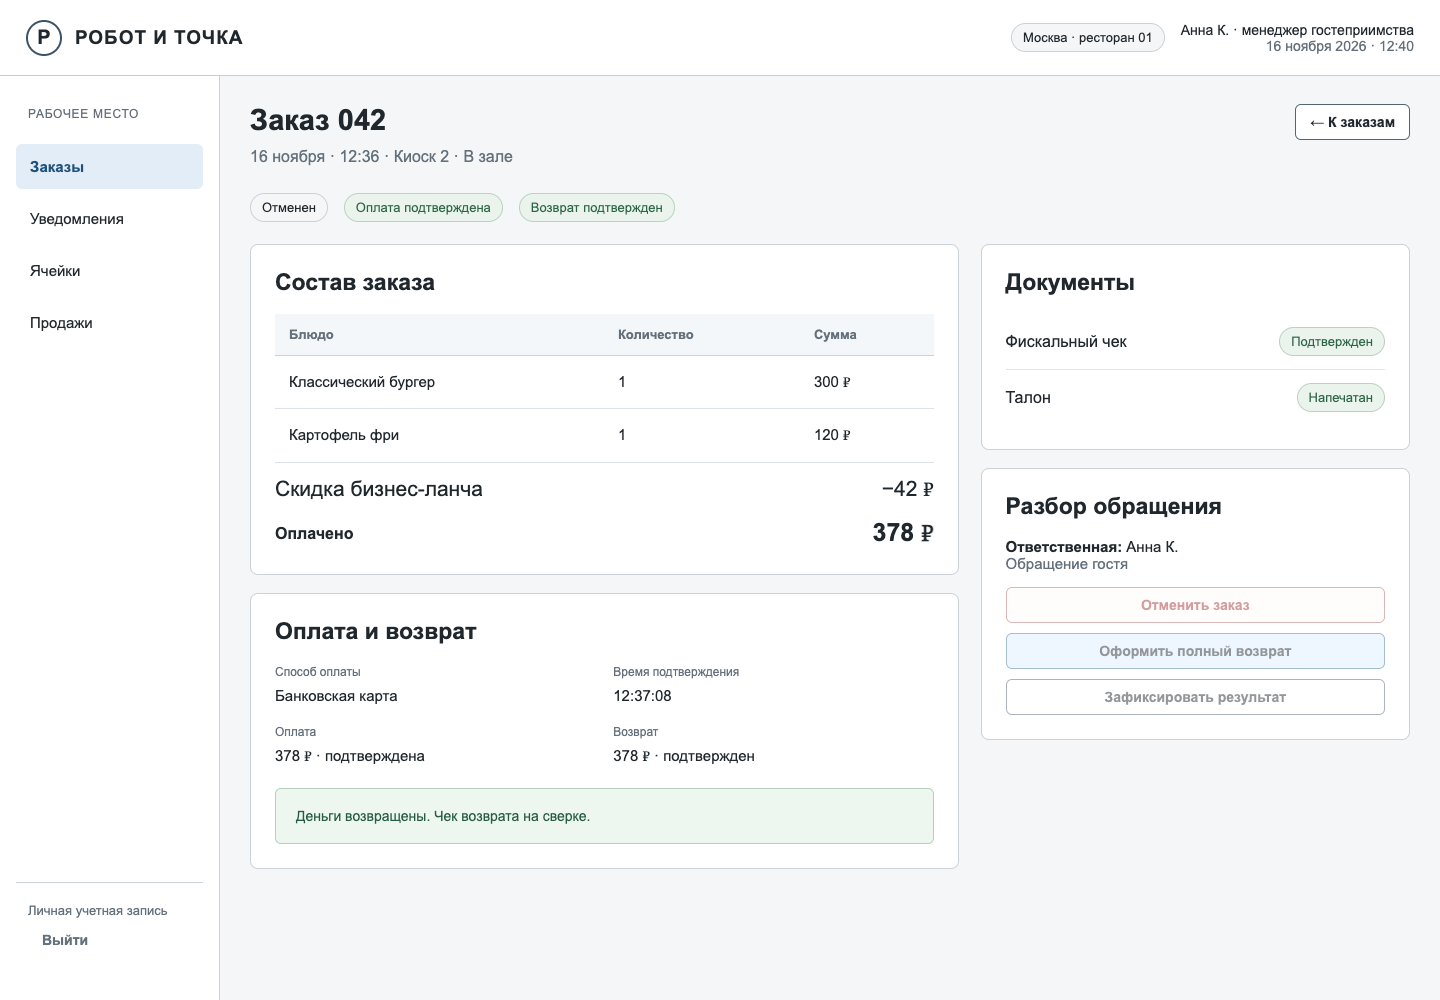 Р РОБОТ И ТОЧКА
Москва · ресторан 01
Анна К. · менеджер гостеприимства
16 ноября 2026 · 12:40
РАБОЧЕЕ МЕСТО
Заказы
Уведомления
Ячейки
Продажи
Личная учетная запись
Выйти
Заказ 042
← К заказам
16 ноября · 12:36 · Киоск 2 · В зале
Отменен
Оплата подтверждена
Возврат подтвержден
Состав заказа
Блюдо Количество Сумма
Классический бургер 1 300 ₽
Картофель фри 1 120 ₽
Скидка бизнес-ланча −42 ₽
Оплачено 378 ₽
Оплата и возврат
Способ оплаты Время подтверждения
Банковская карта 12:37:08
Оплата Возврат
378 ₽ · подтверждена 378 ₽ · подтвержден
Деньги возвращены. Чек возврата на сверке.
Документы
Фискальный чек Подтвержден
Талон Напечатан
Разбор обращения
Ответственная: Анна К.
Обращение гостя
Отменить заказ
Оформить полный возврат
Зафиксировать результат